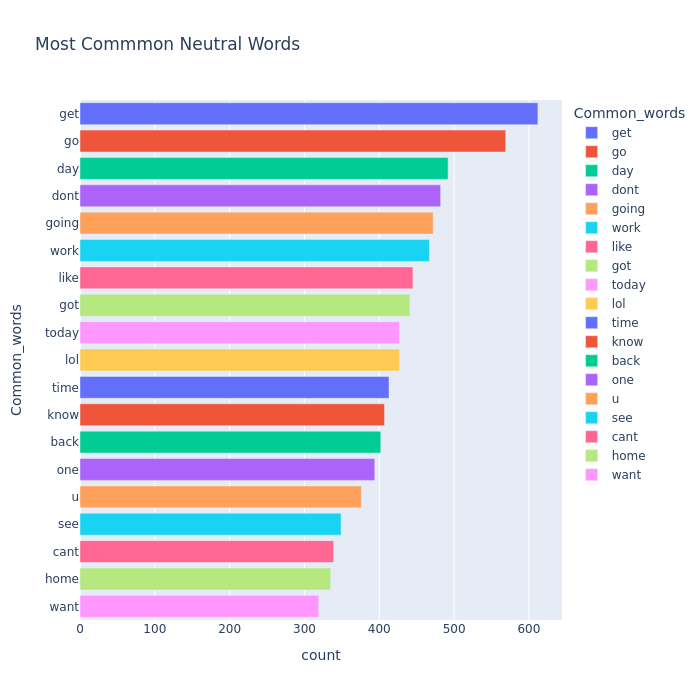 Most Commmon Neutral Words
Common_words
get
go
day
dont
going
work
like
got
today
lol
time
know
back
one
u
see
cant
home
want
0 100 200 300 400 500 600
count
Common_words
get
go
day
dont
going
work
like
got
today
lol
time
know
back
one
u
see
cant
home
want